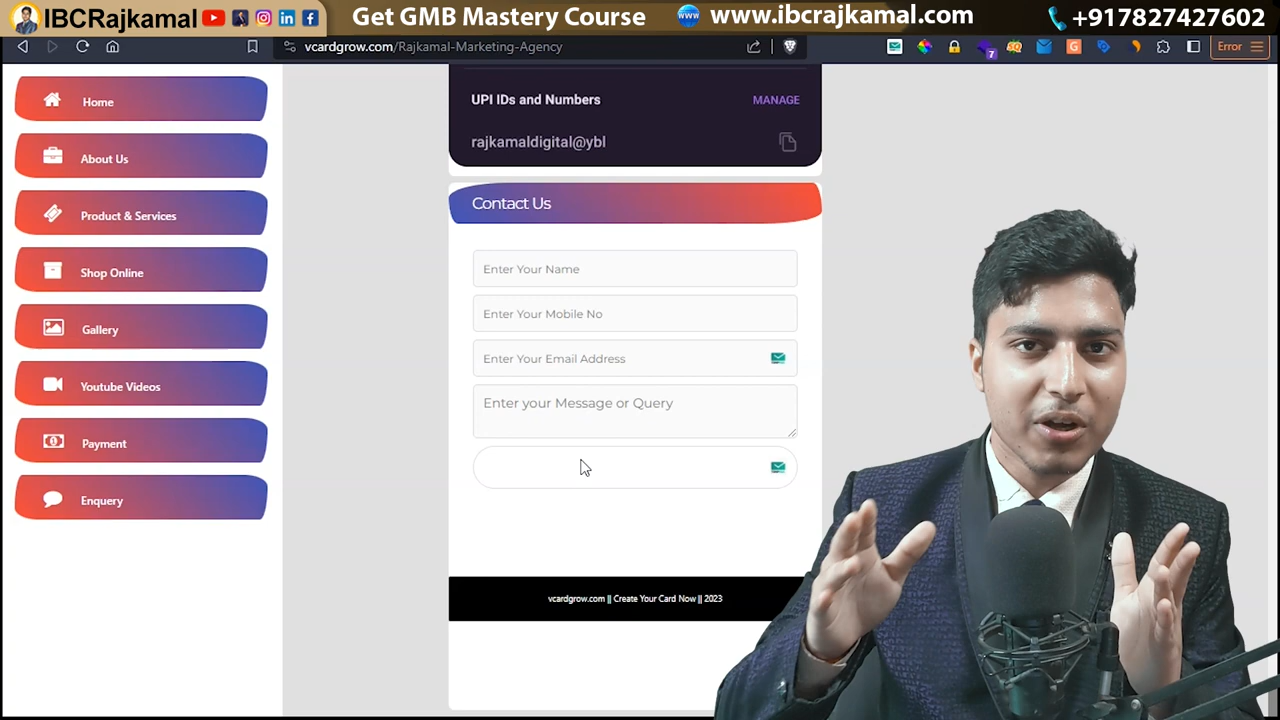 IBCRajkamal
Get GMB Mastery Course
www
www.ibcrajkamal.com
+917827427602
vcardgrow.com/Rajkamal-Marketing-Agency
7
G
Error
Home
About Us
Product & Services
Shop Online
Gallery
Youtube Videos
Payment
Enquery
UPI IDs and Numbers
MANAGE
rajkamaldigital@ybl
Contact Us
Enter Your Name
Enter Your Mobile No
Enter Your Email Address
Enter your Message or Query
vcardgrow.com || Create Your Card Now || 2023